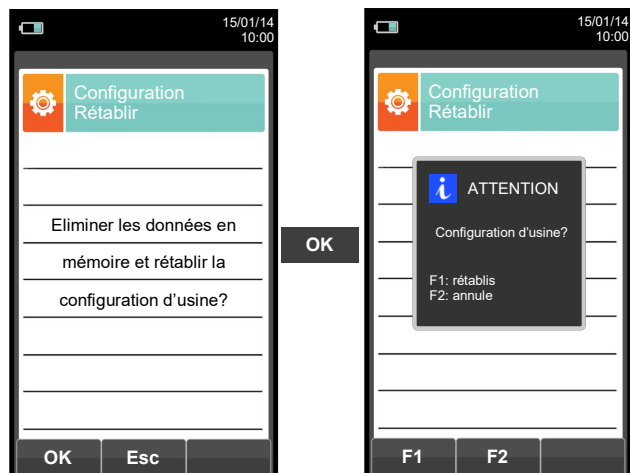 15/01/14
10:00
Configuration
Rétablir
Eliminer les données en
mémoire et rétablir la
configuration d'usine?
OK
Esc
OK
15/01/14
10:00
Configuration
Rétablir
ATTENTION
Configuration d'usine?
F1: rétablis
F2: annule
F1
F2